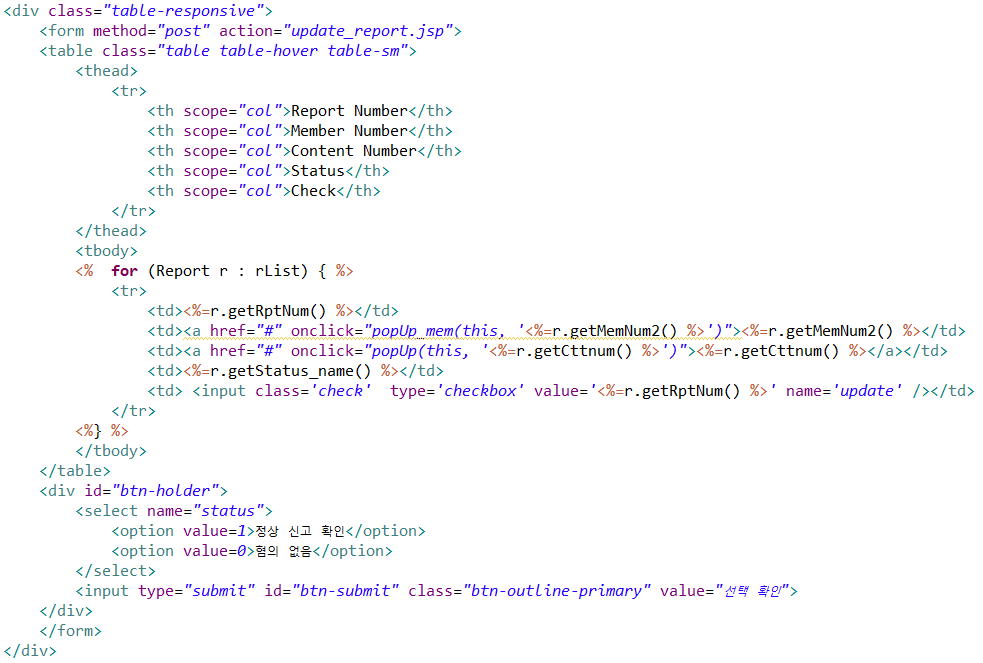 <div class="table-responsive">
<form method="post" action="update_report.jsp">
<table class="table table-hover table-sm">
<thead>
<tr>
<th scope="col">Report Number</th>
<th scope="col">Member Number</th>
<th scope="col">Content Number</th>
<th scope="col">Status</th>
<th scope="col">Check</th>
</tr>
</thead>
<tbody>
<%  for (Report r : rList) { %>
<tr>
<td><%=r.getRptNum() %></td>
<td><a href="#" onclick="popUp_mem(this, '<%=r.getMemNum2() %>')"><%=r.getMemNum2() %></td>
<td><a href="#" onclick="popUp(this, '<%=r.getCttnum() %>')"><%=r.getCttnum() %></a></td>
<td><%=r.getStatus_name() %></td>
<td> <input class='check'  type='checkbox' value='<%=r.getRptNum() %>' name='update' /></td>
</tr>
<%} %>
</tbody>
</table>
<div id="btn-holder">
<select name="status">
<option value=1>정상 신고 확인</option>
<option value=0>혐의 없음</option>
</select>
<input type="submit" id="btn-submit" class="btn-outline-primary" value="선택 확인">
</div>
</form>
</div>